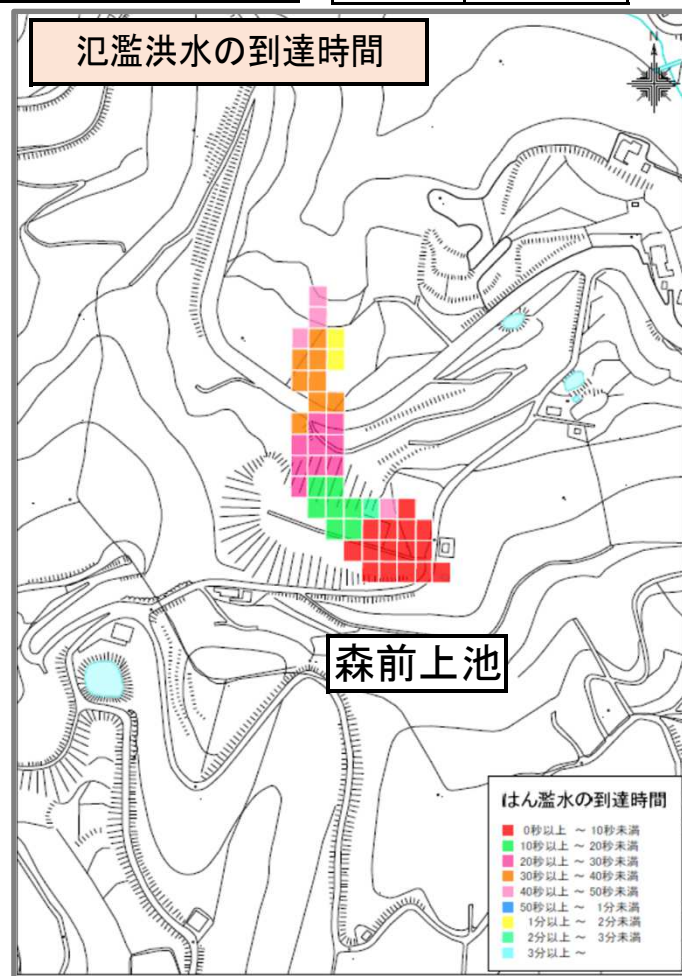 氾濫洪水の到達時間
N
森前上池
はん濫水の到達時間
0秒以上 ～ 10秒未満
10秒以上 ～ 20秒未満
20秒以上 ～ 30秒未満
30秒以上 ～ 40秒未満
40秒以上 ～ 50秒未満
50秒以上 ～ 1分未満
1分以上 ～ 2分未満
2分以上 ～ 3分未満
3分以上 ～